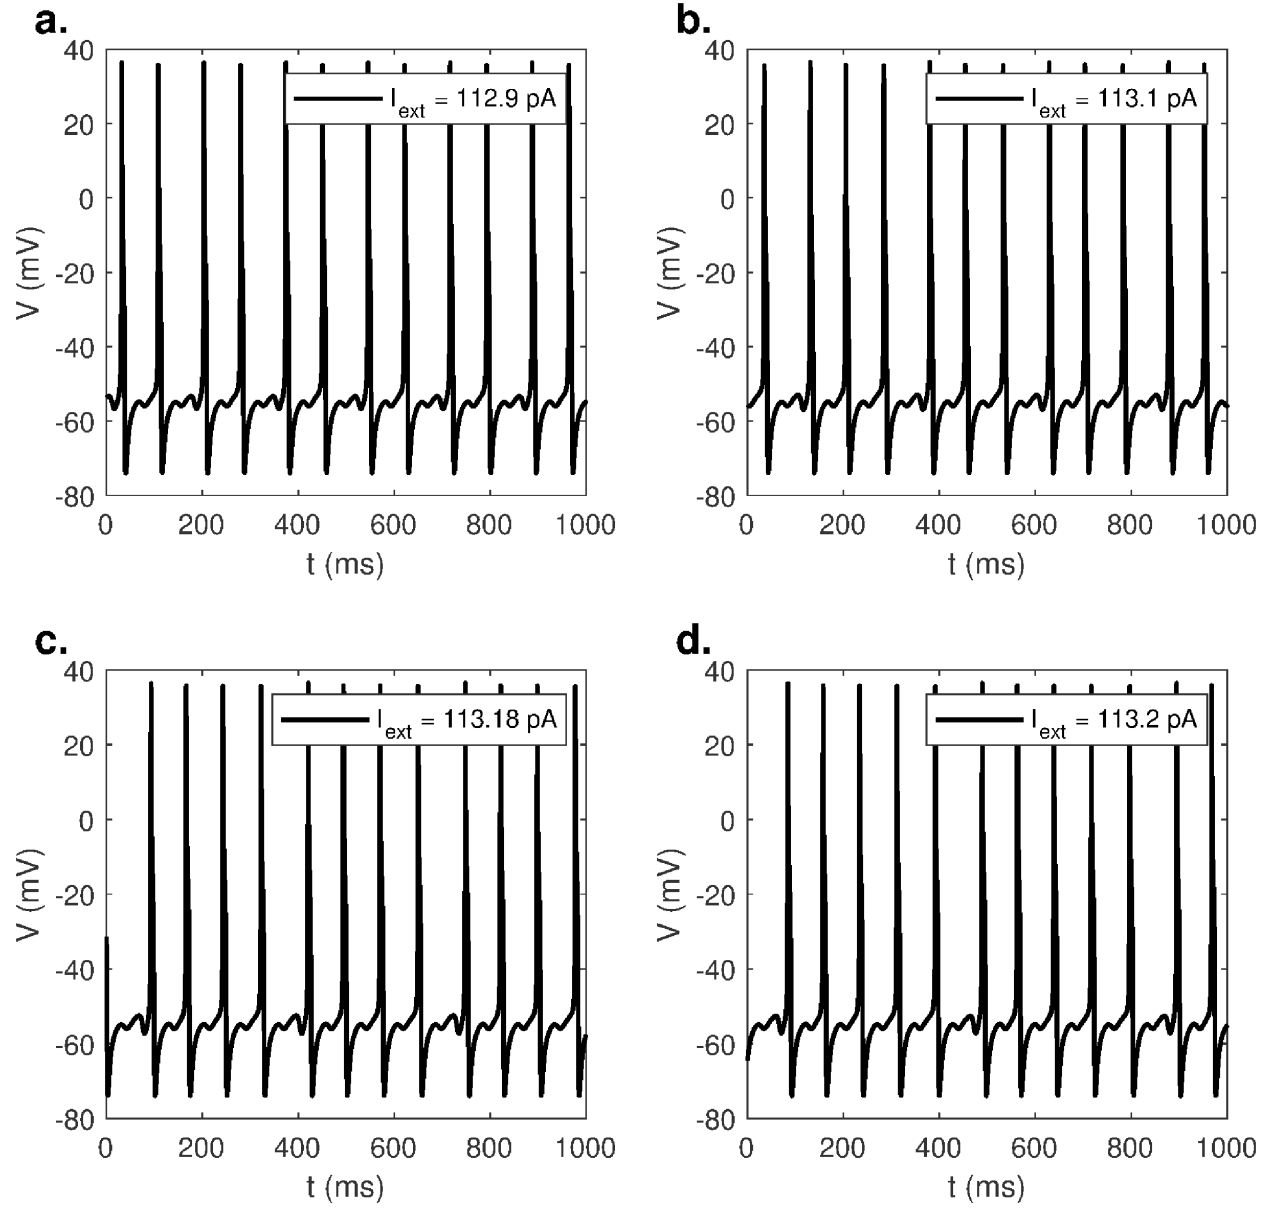 a.
40
20
0
-20
-40
-60
-80
V (mV)
I_ext = 112.9 pA
0 200 400 600 800 1000
t (ms)
b.
40
20
0
-20
-40
-60
-80
V (mV)
I_ext = 113.1 pA
0 200 400 600 800 1000
t (ms)
c.
40
20
0
-20
-40
-60
-80
V (mV)
I_ext = 113.18 pA
0 200 400 600 800 1000
t (ms)
d.
40
20
0
-20
-40
-60
-80
V (mV)
I_ext = 113.2 pA
0 200 400 600 800 1000
t (ms)